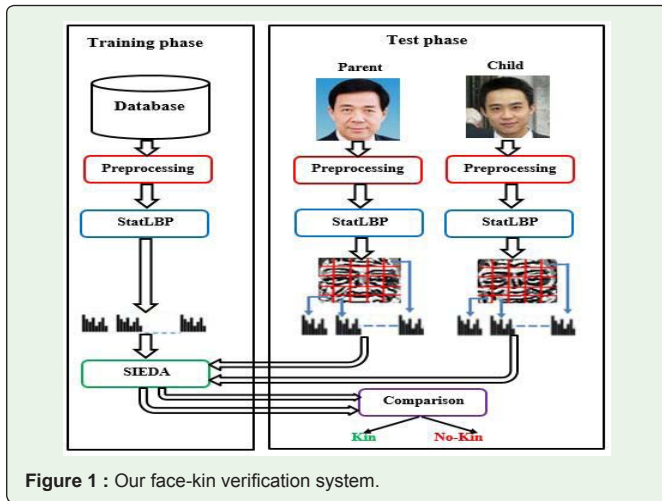 Training phase
Test phase
Parent
Child
Database
Preprocessing
Preprocessing
Preprocessing
StatLBP
StatLBP
StatLBP
SIEDA
Comparison
Kin
No-Kin
Figure 1 : Our face-kin verification system.